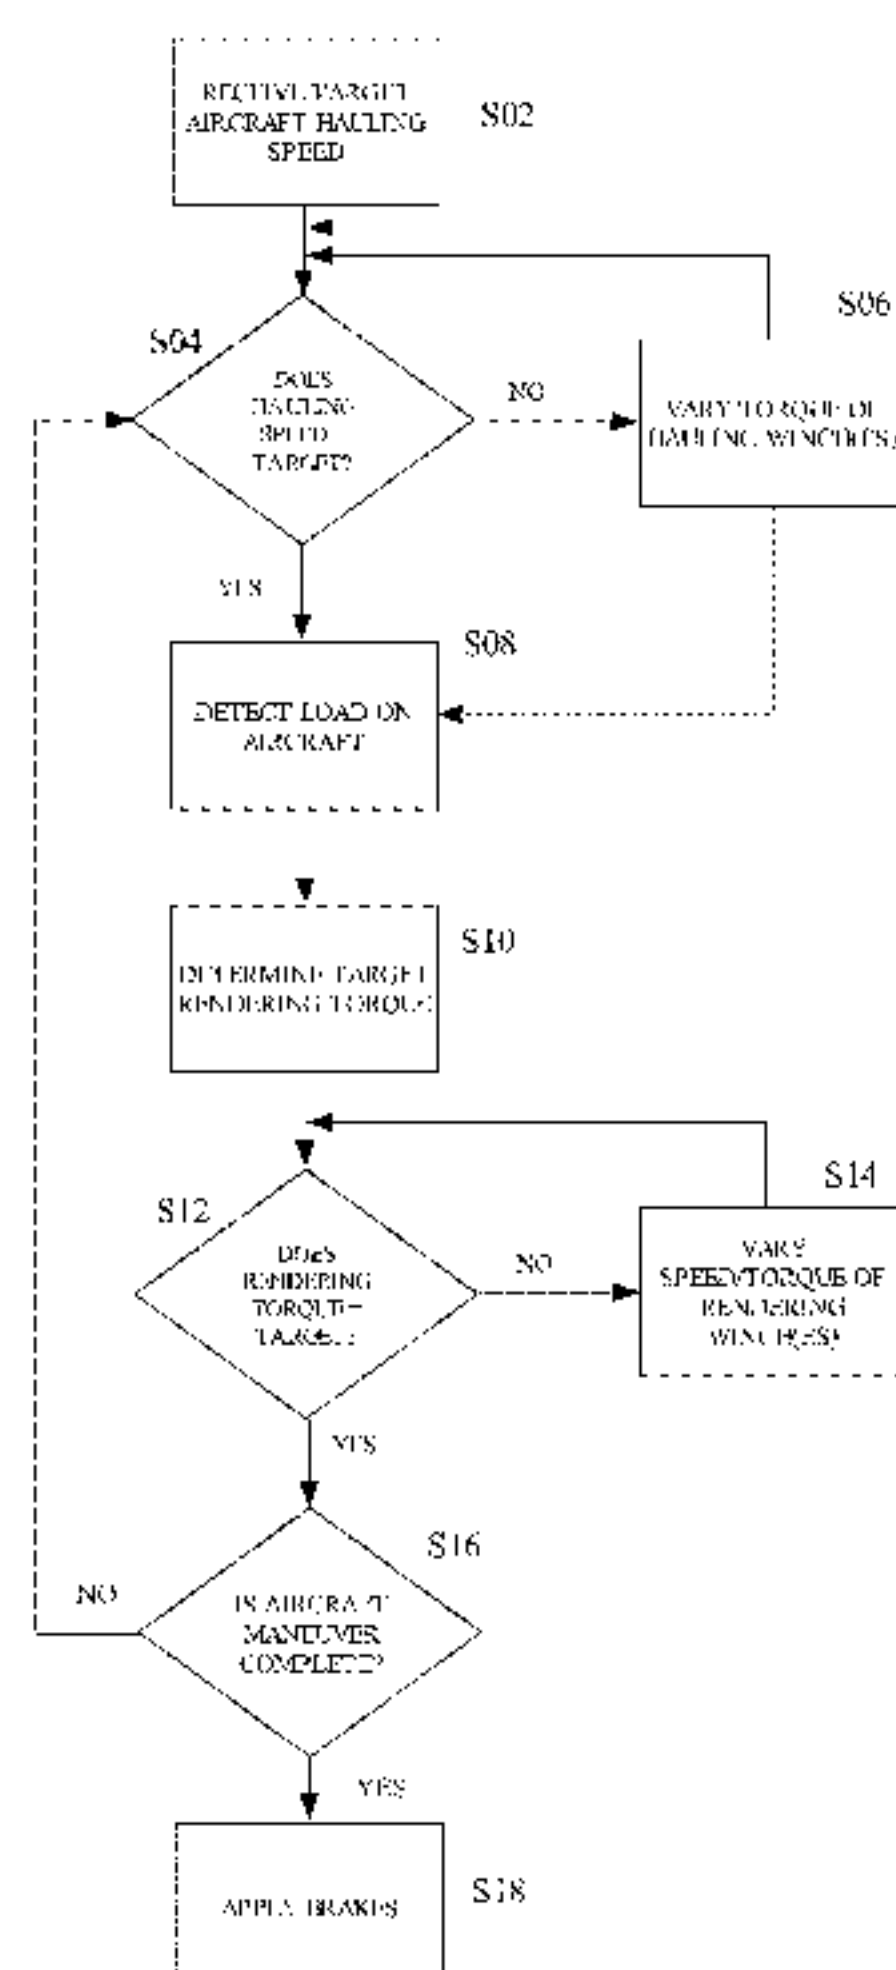 RECEIVE TARGET
AIRCRAFT HAULING
SPEED
S02
S06
S04
DOES
HAULING
SPEED
TARGET?
NO
VARY TORQUE OF
HAULING WINCH(ES)
YES
S08
DETECT LOAD ON
AIRCRAFT
S10
DETERMINE TARGET
RENDERING TORQUE
S14
S12
DOES
RENDERING
TORQUE =
TARGET?
NO
VARY
SPEED/TORQUE OF
RENDERING
WINCH(ES)
YES
S16
NO
IS AIRCRAFT
MANEUVER
COMPLETE?
YES
APPLY BRAKES
S18